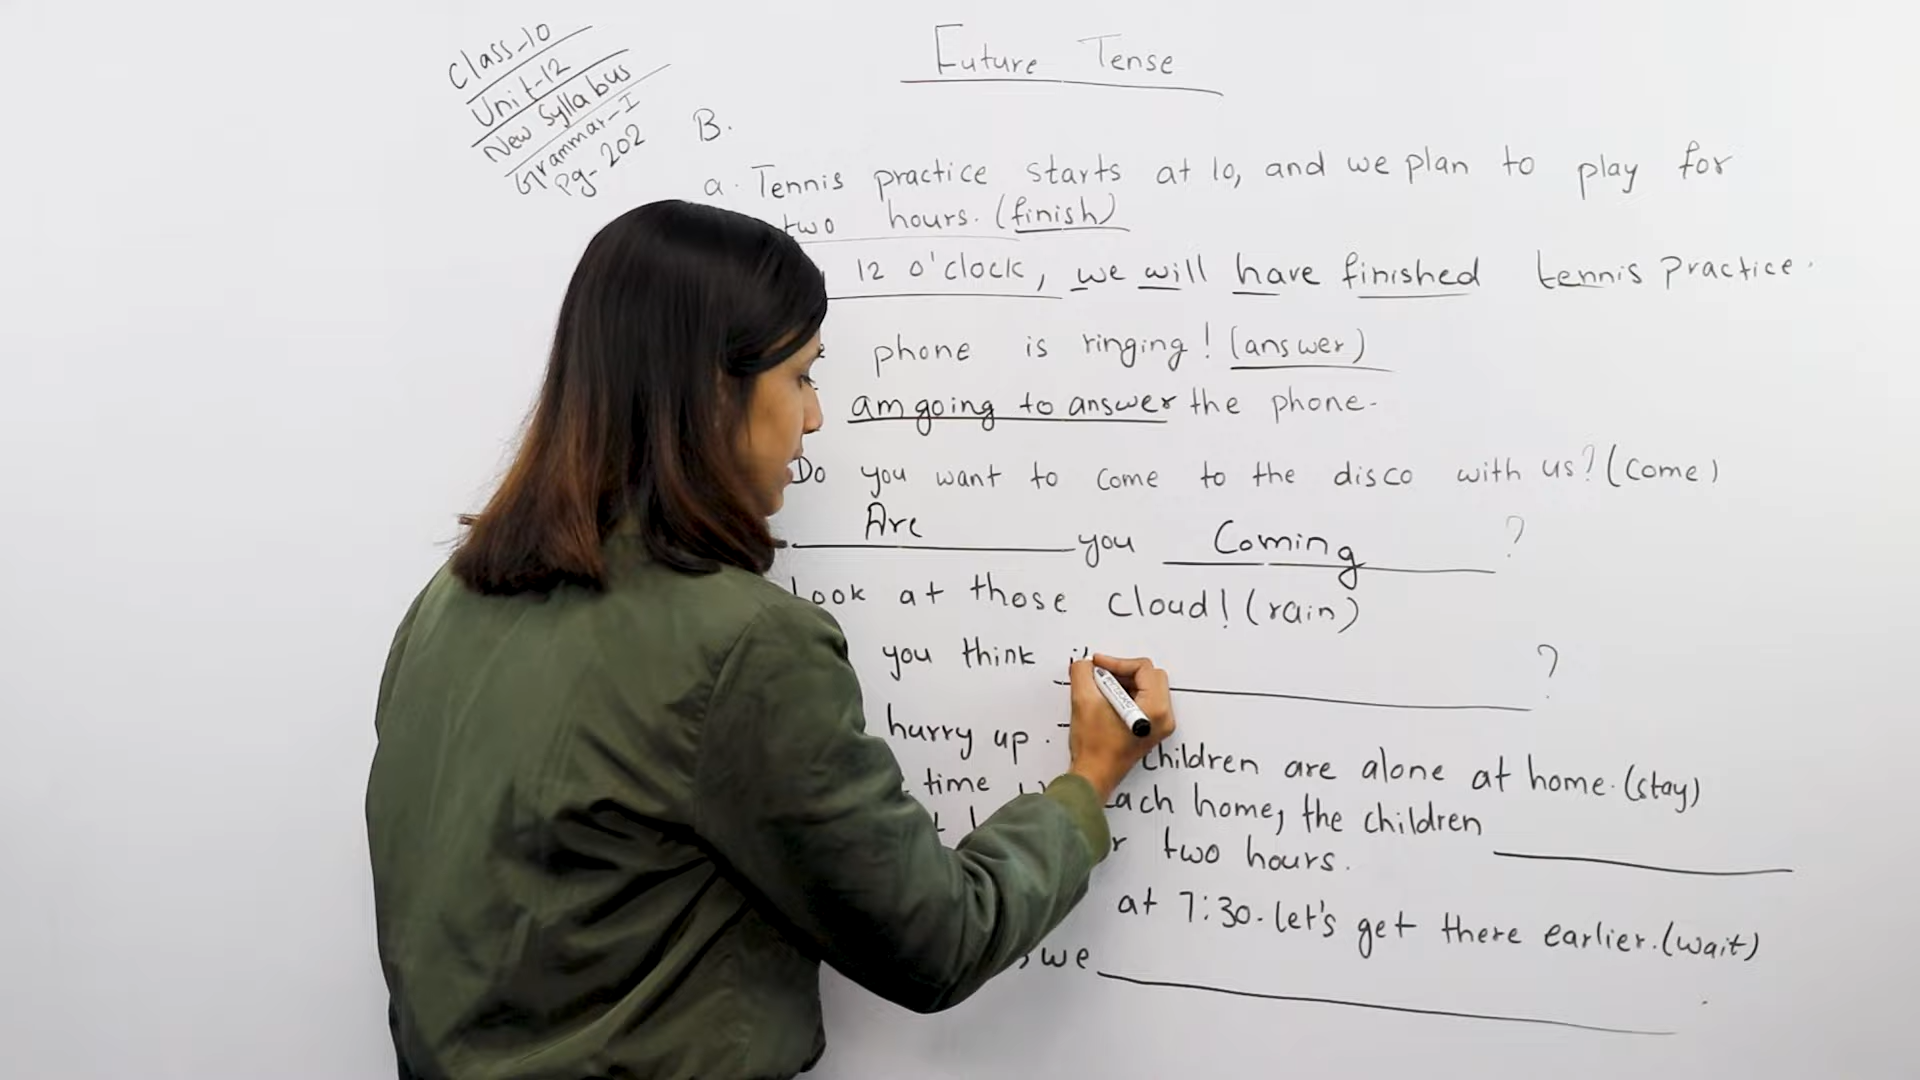 Class-10
Unit-12
New Syllabus
Grammar-I
Pg-202
Future Tense
B.
a. Tennis practice starts at 10, and we plan to play for
two hours. (finish)
12 o'clock, we will have finished tennis practice.
phone is ringing! (answer)
am going to answer the phone.
Do you want to come to the disco with us? (come)
Are you Coming ?
Look at those cloud! (rain)
you think ?
hurry up. children are alone at home. (stay)
time home, the children
two hours.
at 7:30. let's get there earlier. (wait)
we